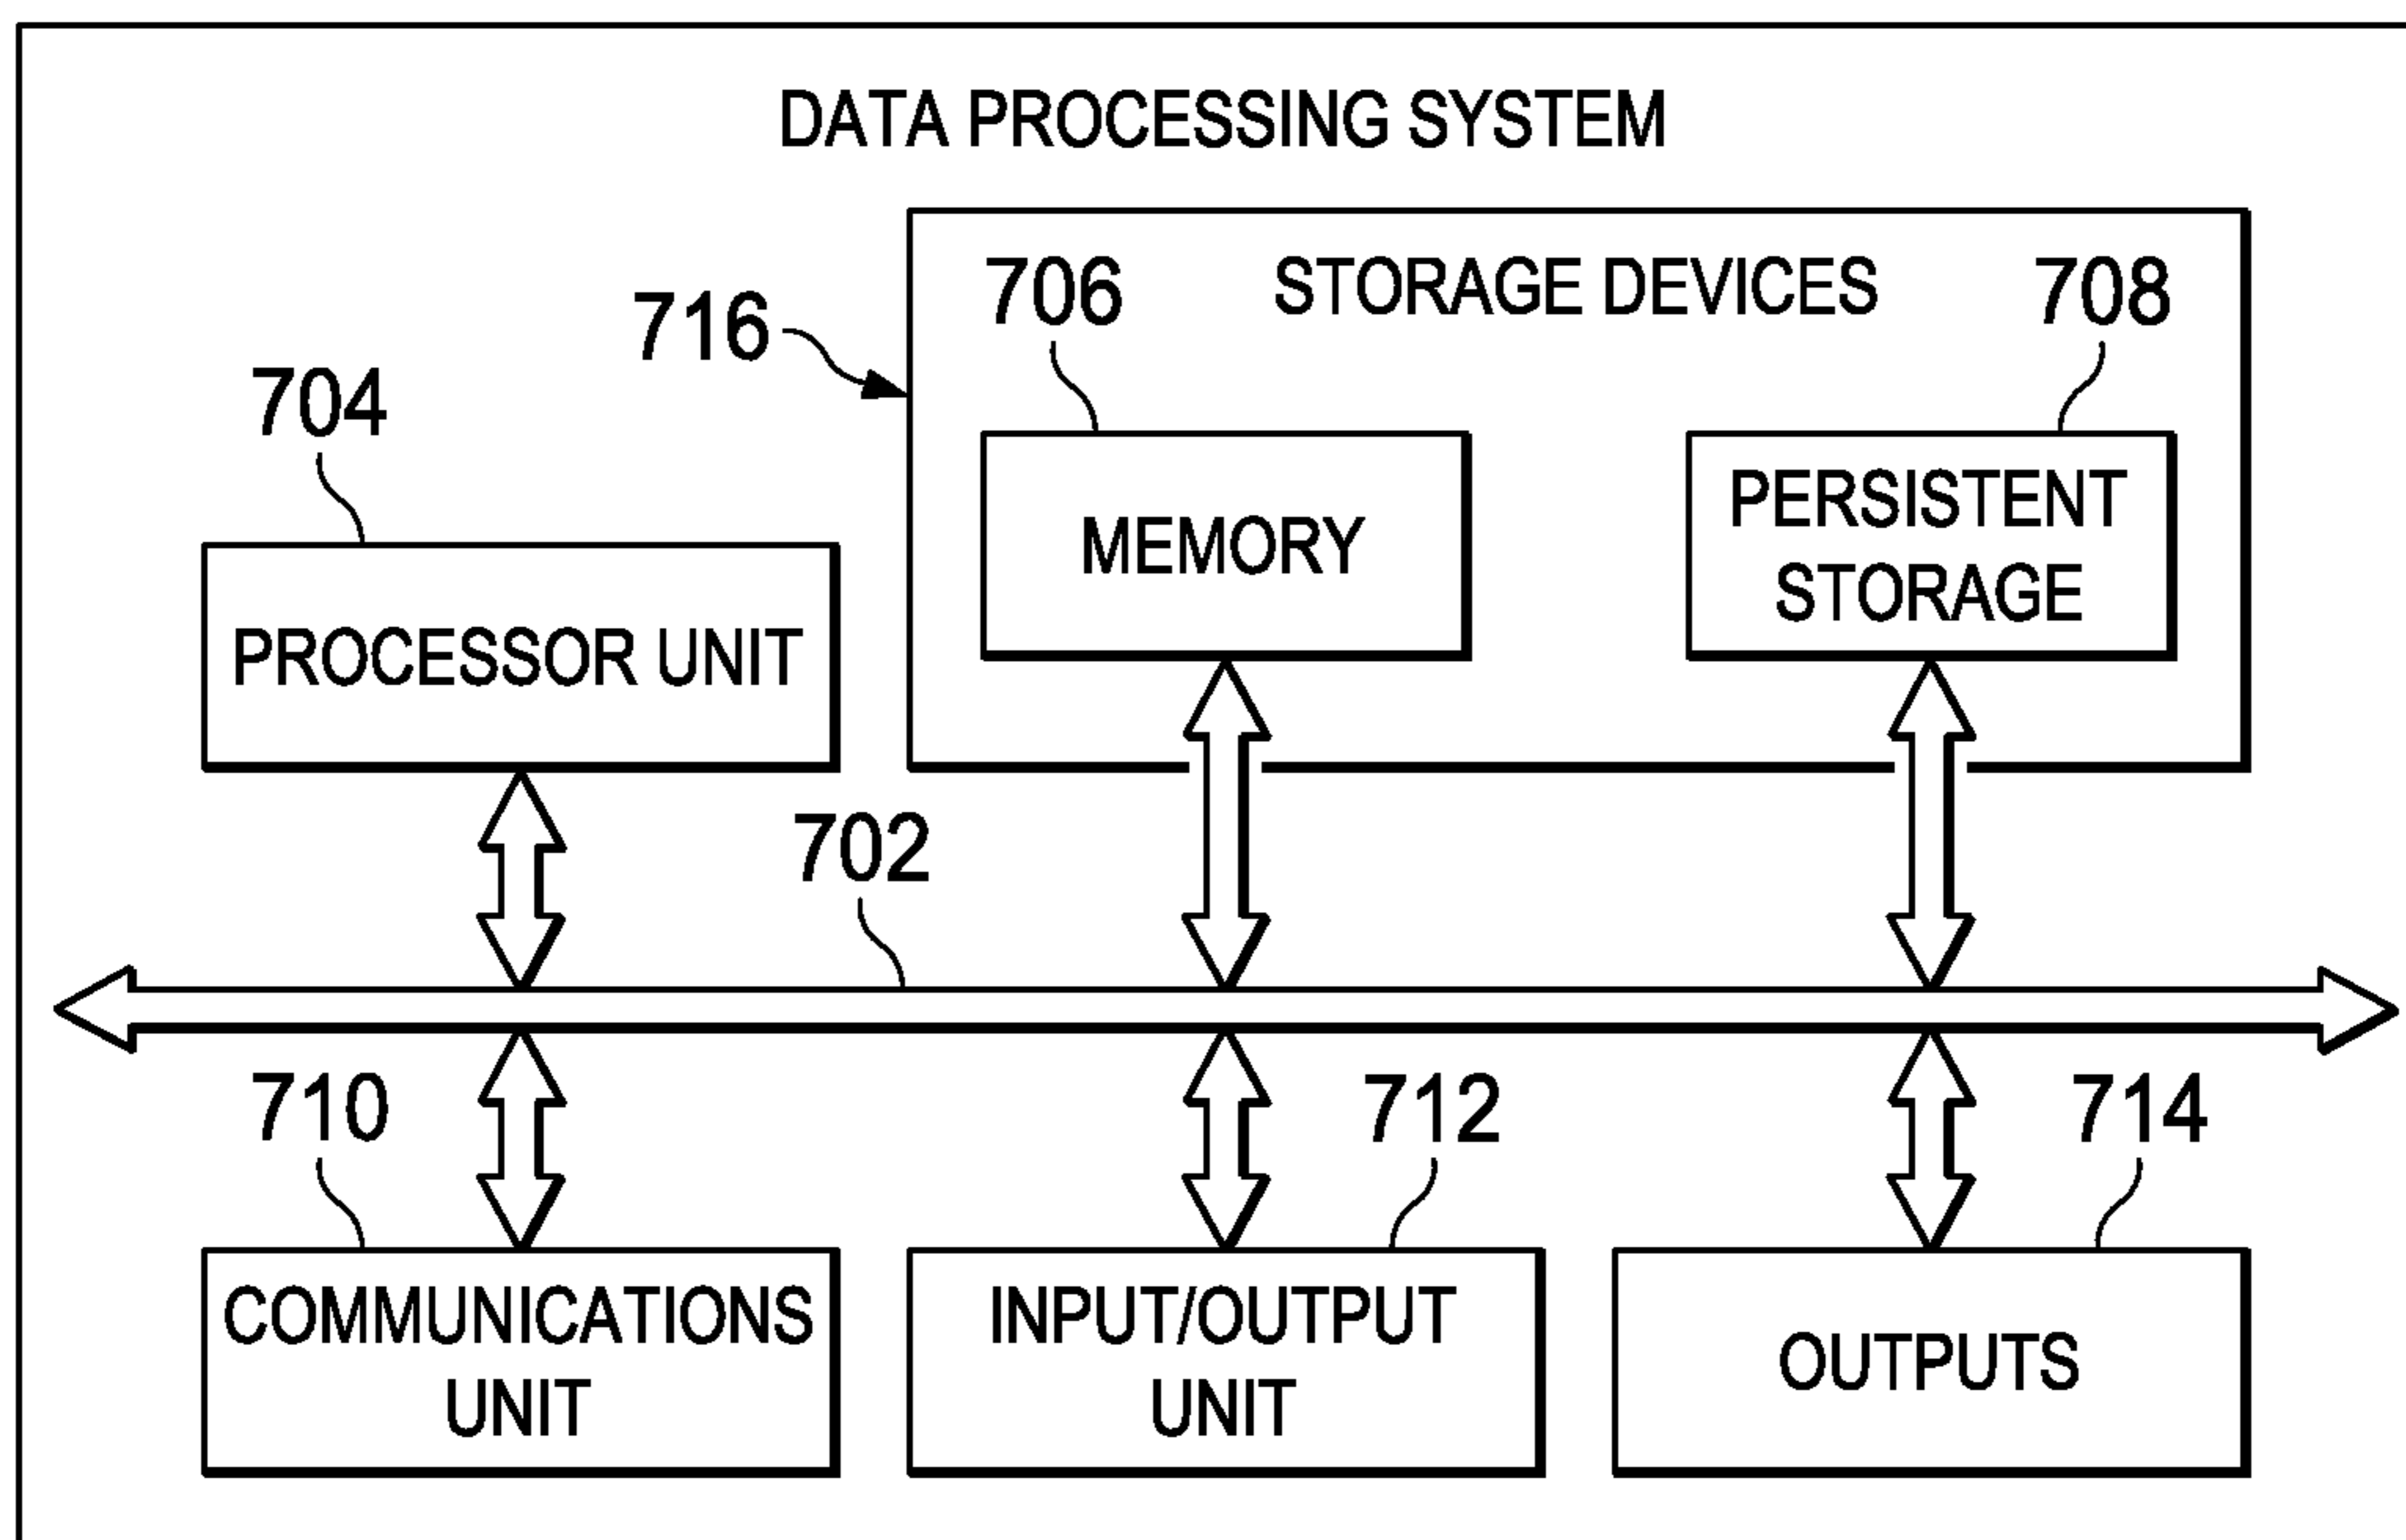 DATA PROCESSING SYSTEM
716
706
STORAGE DEVICES
708
704
MEMORY
PERSISTENT
STORAGE
PROCESSOR UNIT
702
710
712
714
COMMUNICATIONS
UNIT
INPUT/OUTPUT
UNIT
OUTPUTS